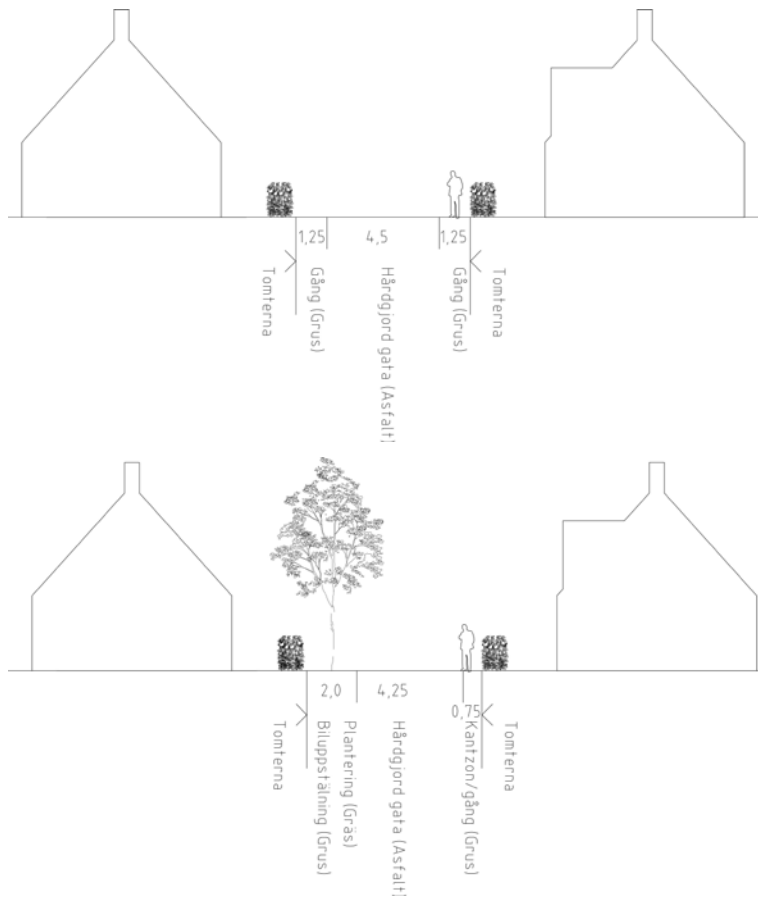 1,25
4,5
1,25
Tomterna
Gång (Grus)
Hårdgjord gata (Asfalt)
Gång (Grus)
Tomterna
2,0
4,25
0,75
Tomterna
Biluppstälning (Grus)
Plantering (Gräs)
Hårdgjord gata (Asfalt)
Kantzon/gång (Grus)
Tomterna